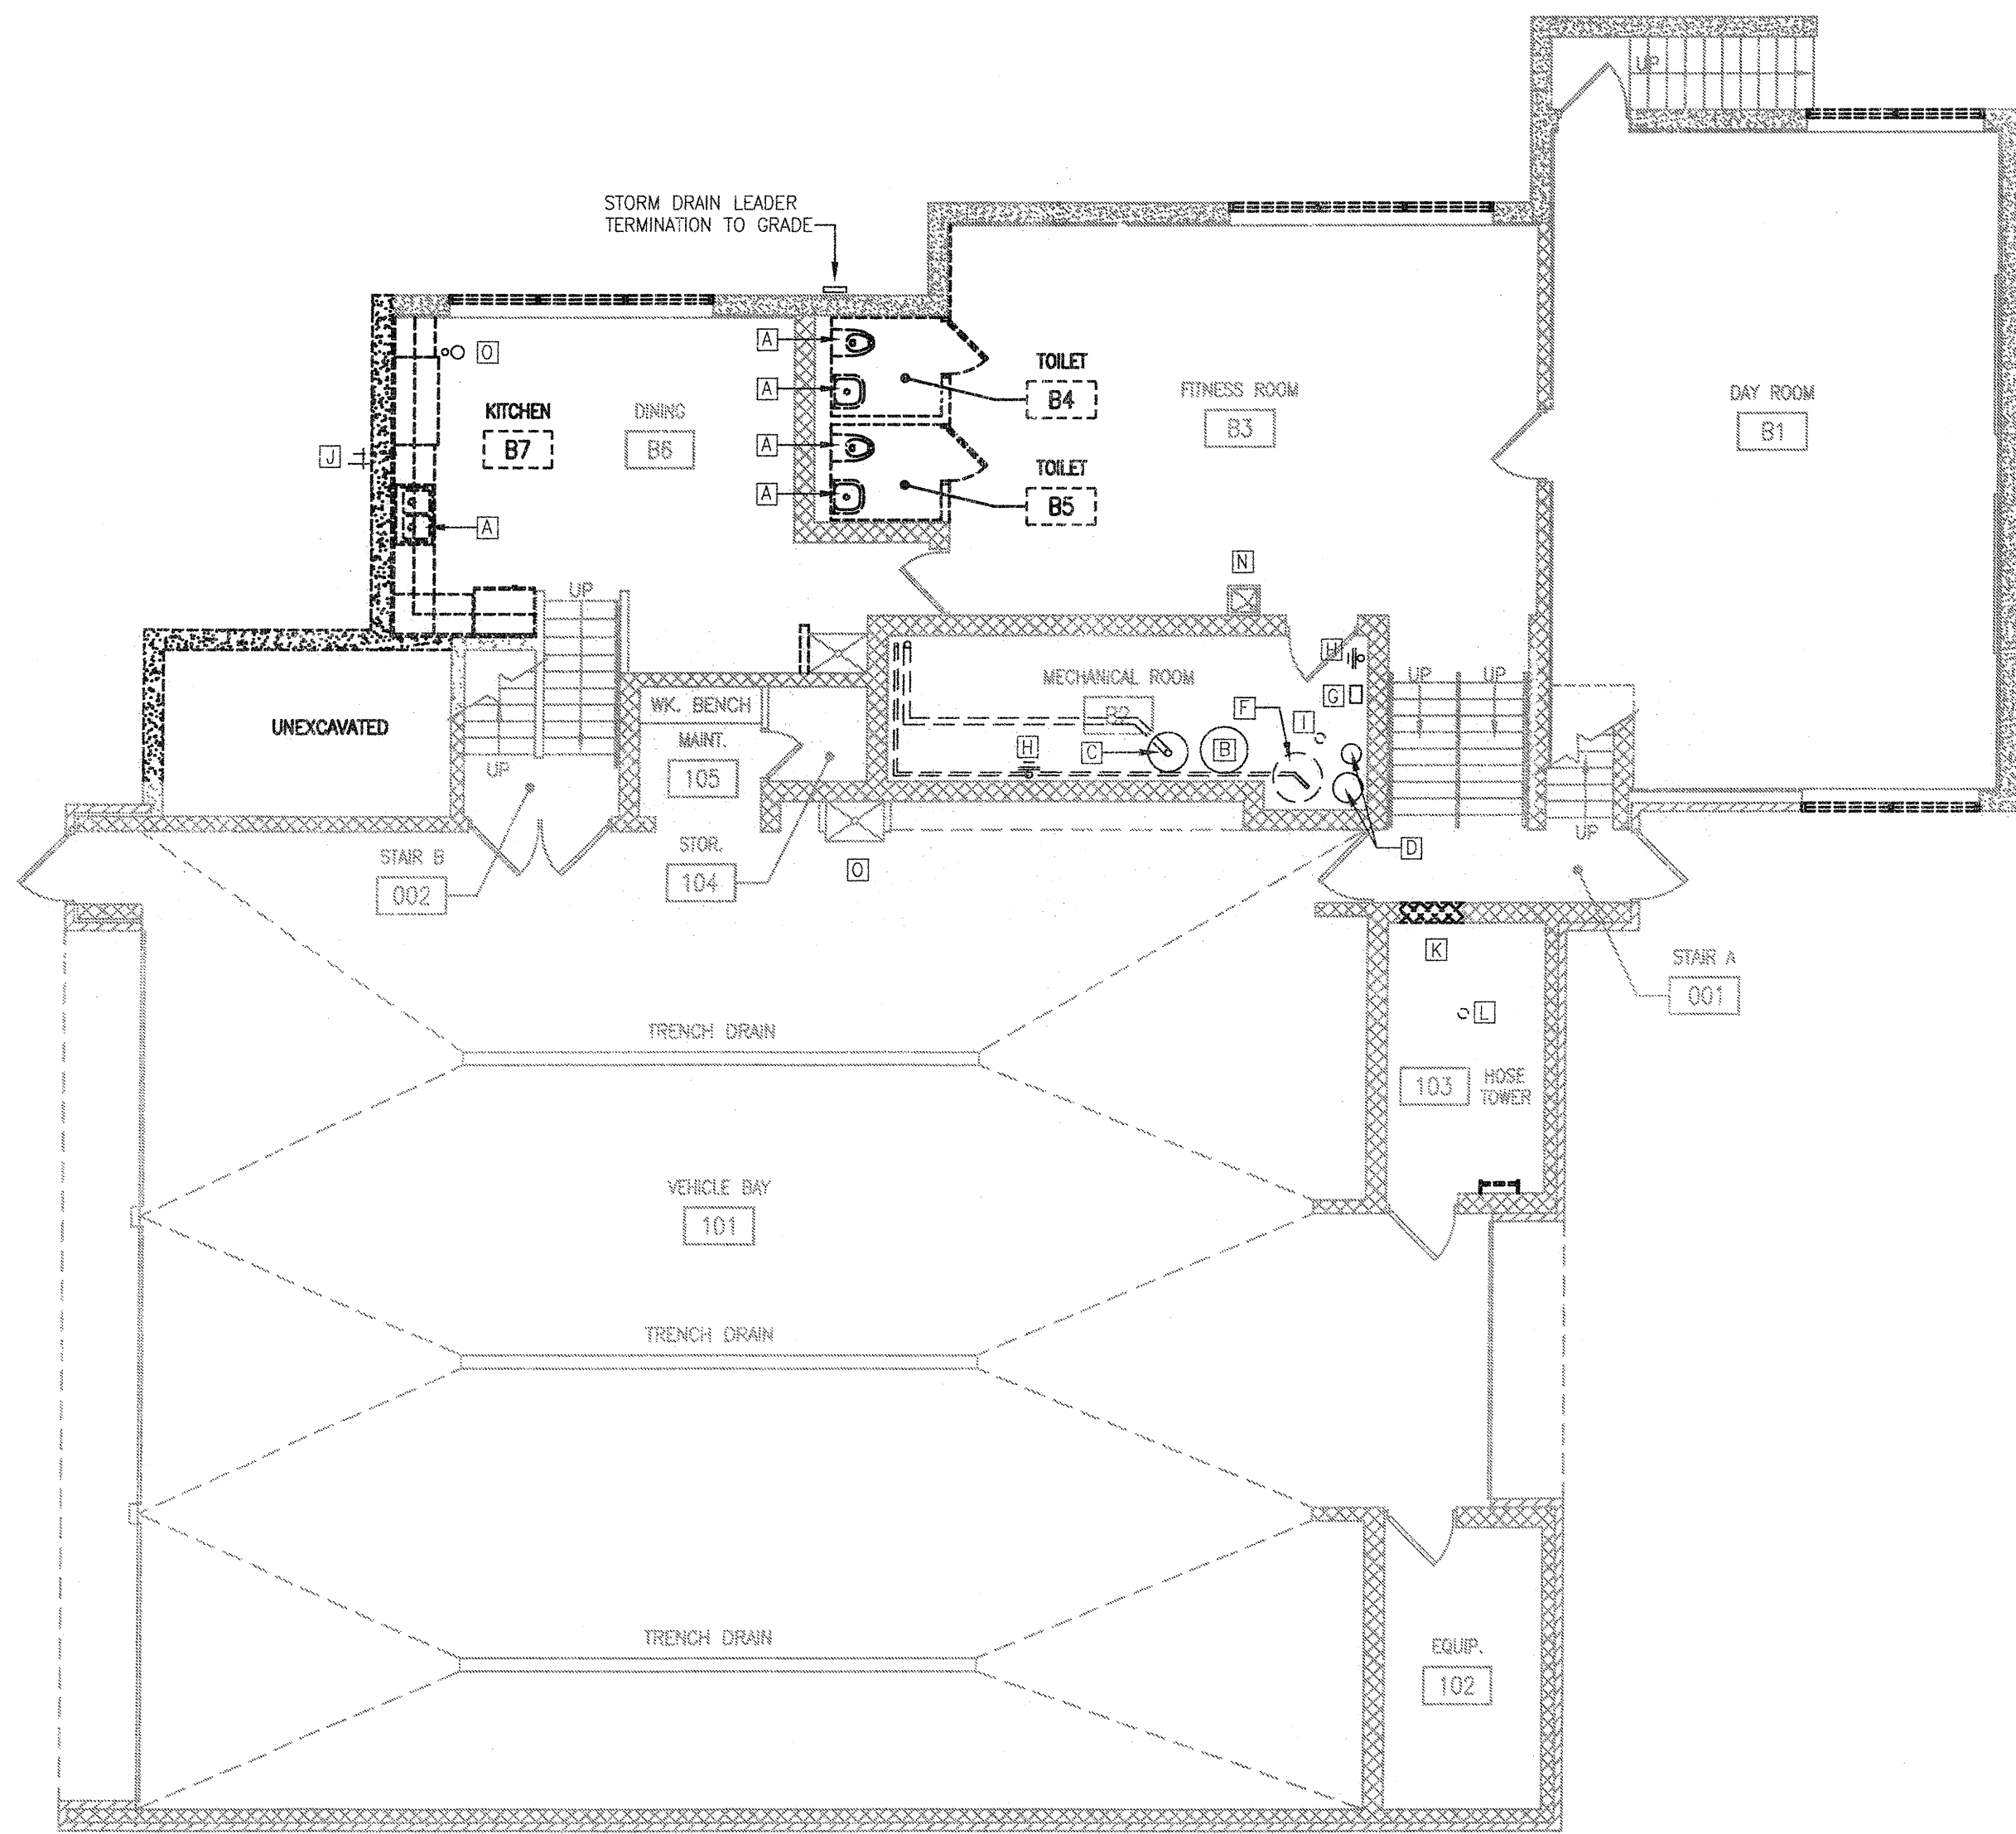 UP
STORM DRAIN LEADER
TERMINATION TO GRADE
A
O
TOILET
B4
A
FITNESS ROOM
B3
DAY ROOM
B1
KITCHEN
B7
DINING
B6
J
A
TOILET
B5
A
A
N
UP
H
MECHANICAL ROOM
B2
UP
UP
G
WK. BENCH
F
I
UNEXCAVATED
MAINT.
105
H
C
B
UP
UP
STOR.
104
D
STAIR B
002
O
K
STAIR A
001
L
TRENCH DRAIN
103
HOSE
TOWER
VEHICLE BAY
101
TRENCH DRAIN
TRENCH DRAIN
EQUIP.
102